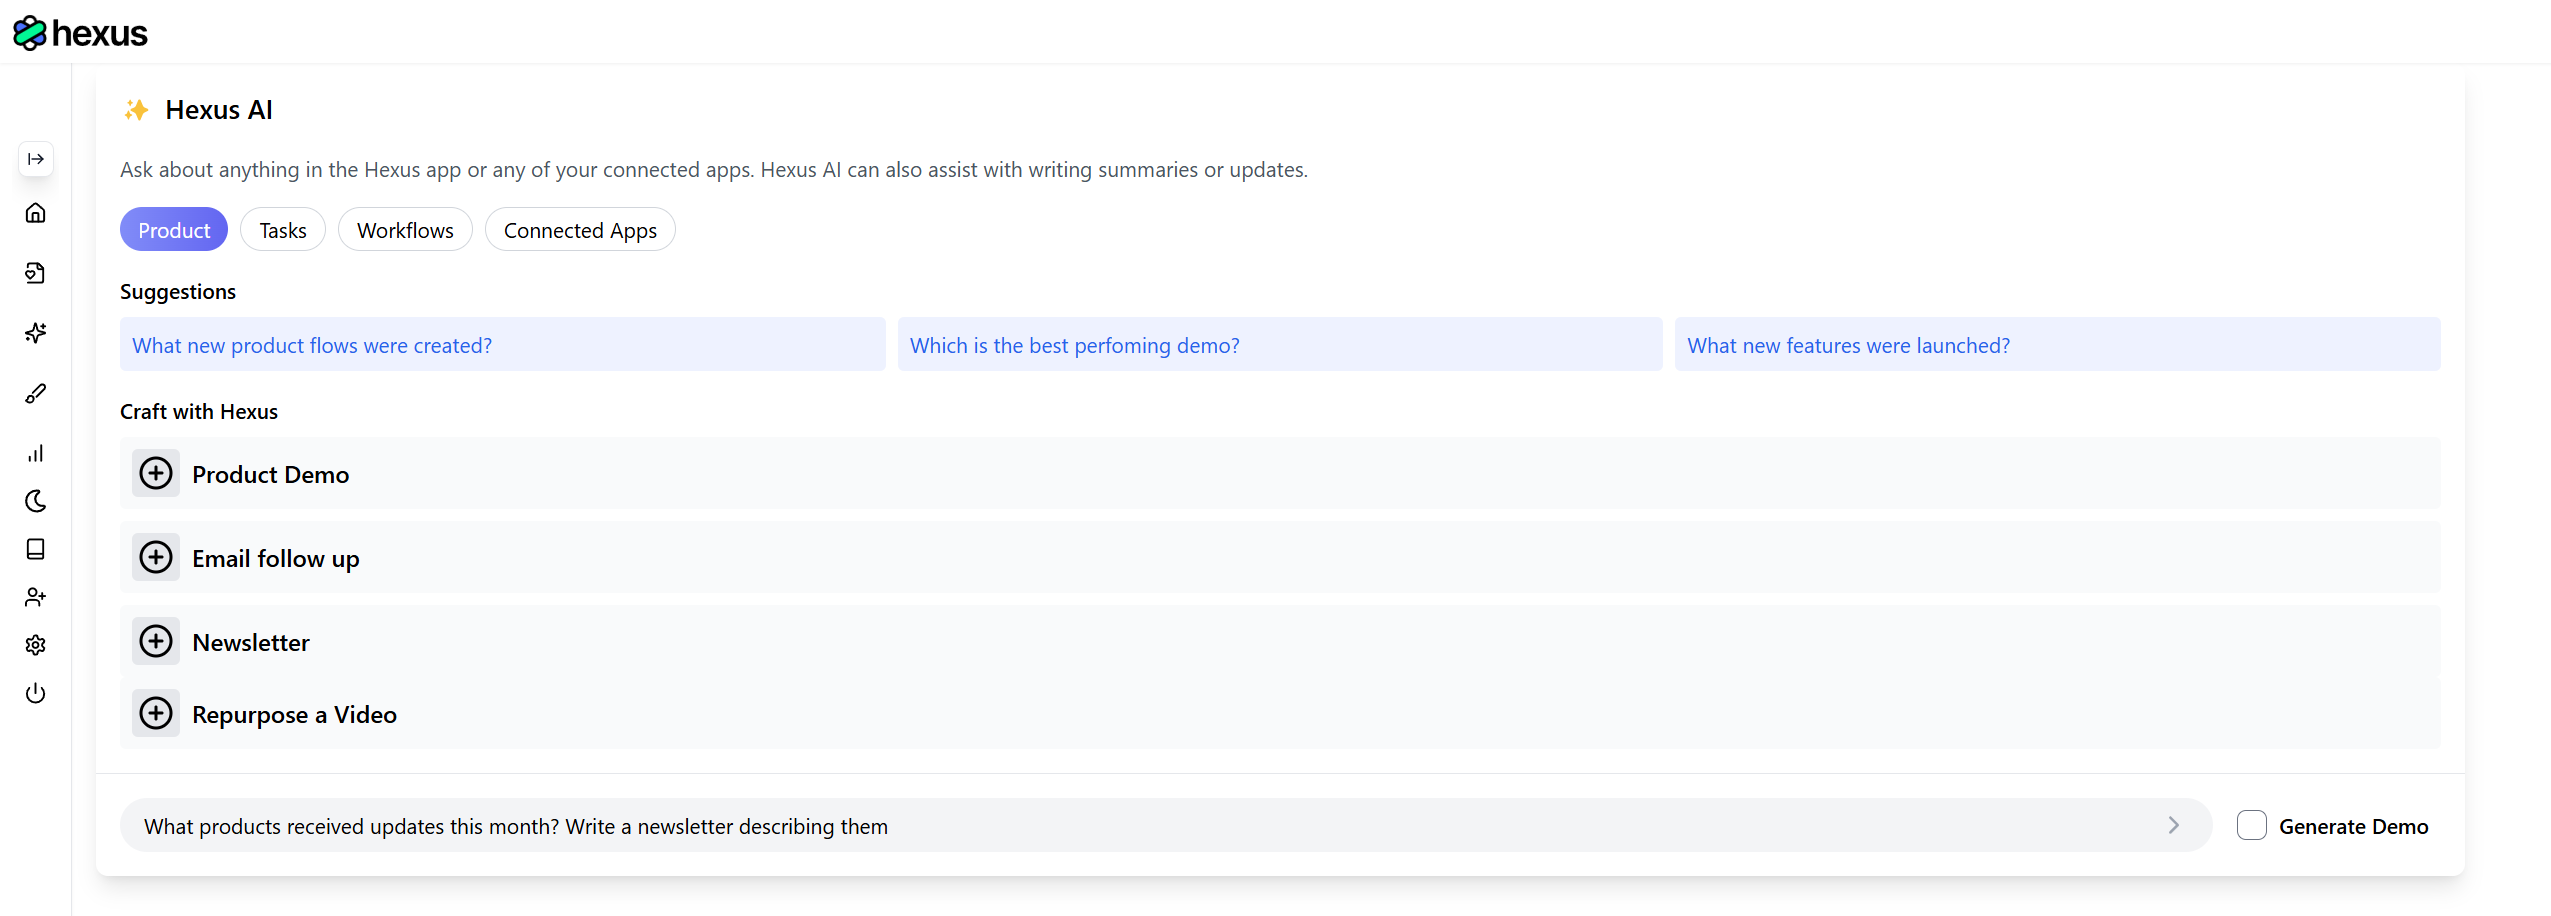 hexus
Hexus AI
Ask about anything in the Hexus app or any of your connected apps. Hexus AI can also assist with writing summaries or updates.
Product Tasks Workflows Connected Apps
Suggestions
What new product flows were created? Which is the best perfoming demo? What new features were launched?
Craft with Hexus
Product Demo
Email follow up
Newsletter
Repurpose a Video
What products received updates this month? Write a newsletter describing them Generate Demo